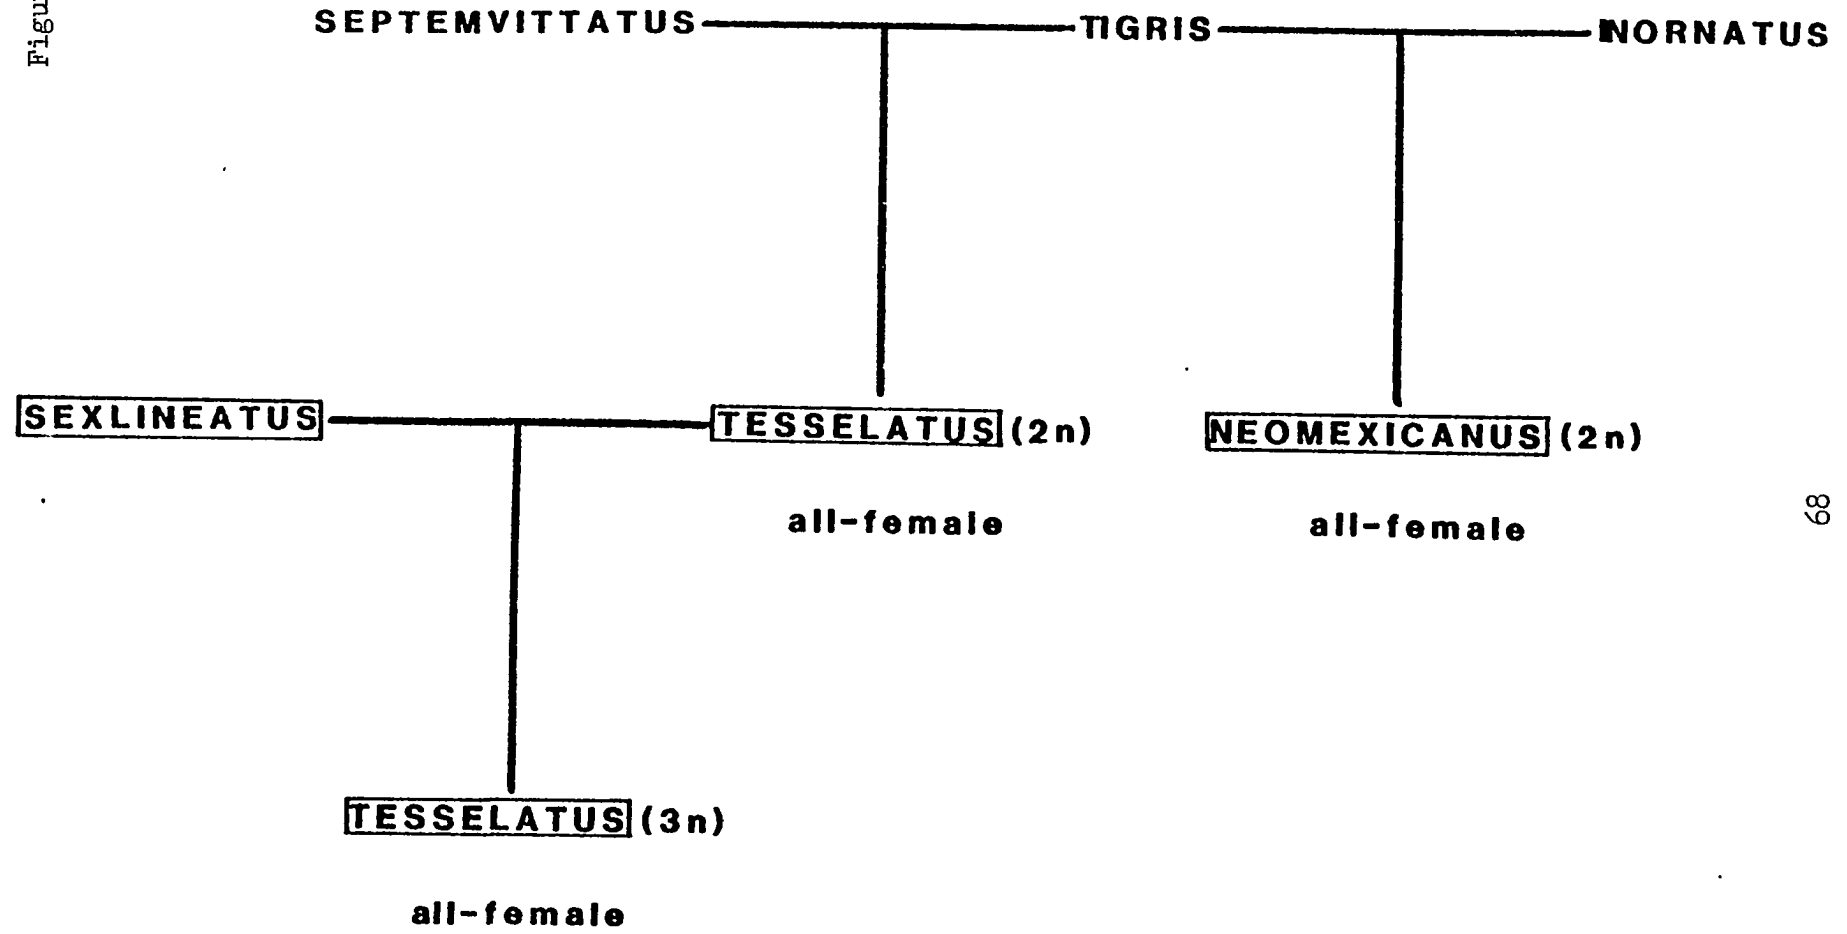 Figu
SEPTEMVITTATUS TIGRIS INORNATUS
SEXLINEATUS TESSELATUS (2n) NEOMEXICANUS (2n)
all-female all-female
68
TESSELATUS (3n)
all-female